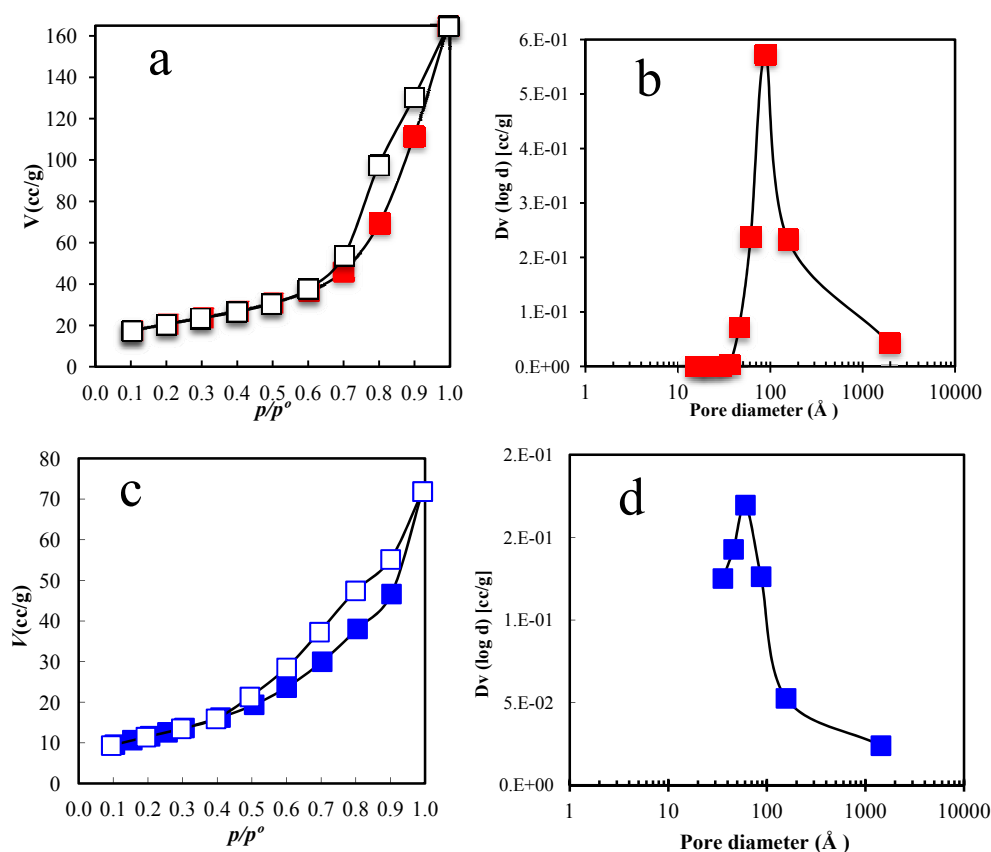 a
V(cc/g)
160
140
120
100
80
60
40
20
0
0.0 0.1 0.2 0.3 0.4 0.5 0.6 0.7 0.8 0.9 1.0
p/pº
b
Dv (log d) [cc/g]
6.E-01
5.E-01
4.E-01
3.E-01
2.E-01
1.E-01
0.E+00
1 10 100 1000 10000
Pore diameter (Å )
c
V(cc/g)
80
70
60
50
40
30
20
10
0
0.0 0.1 0.2 0.3 0.4 0.5 0.6 0.7 0.8 0.9 1.0
p/pº
d
Dv (log d) [cc/g]
2.E-01
2.E-01
1.E-01
5.E-02
0.E+00
1 10 100 1000 10000
Pore diameter (Å )